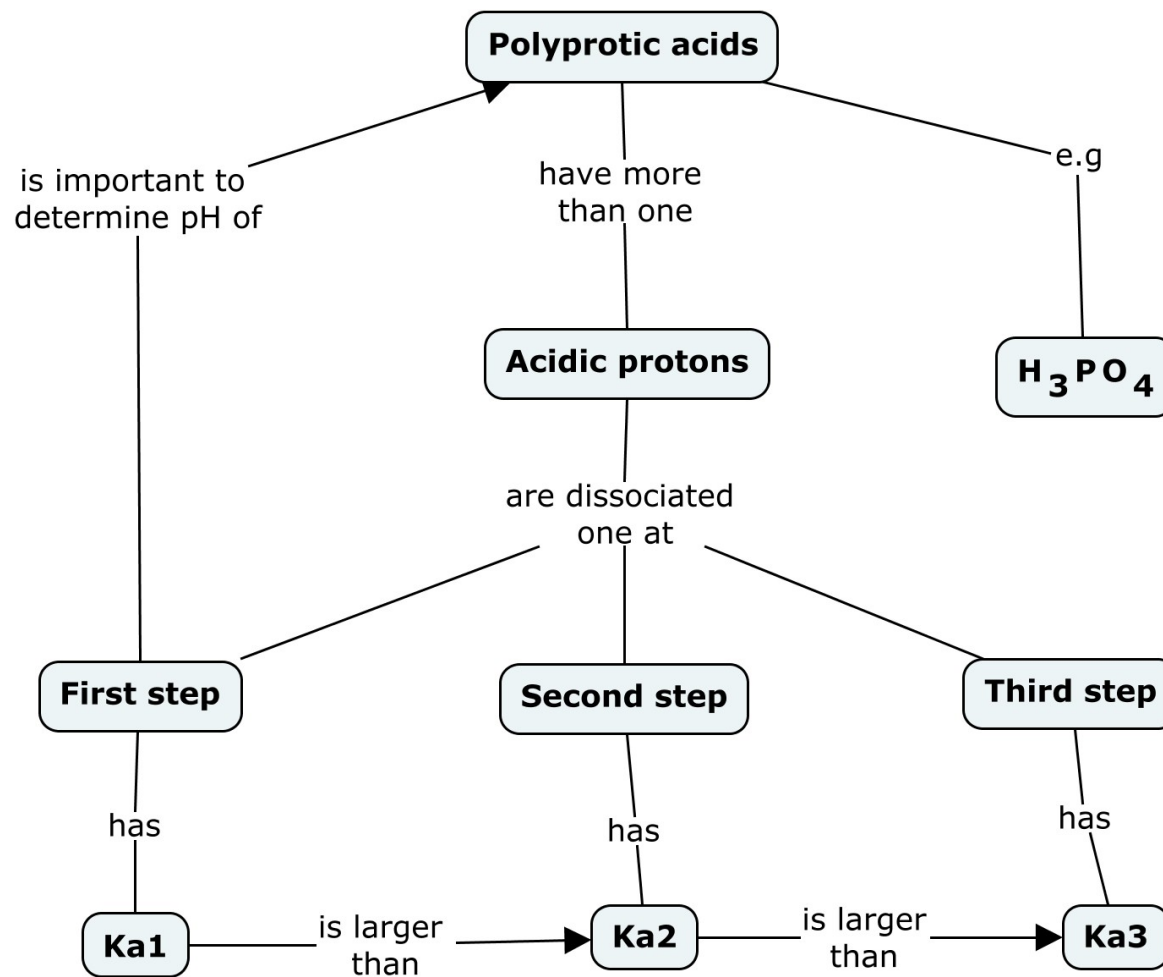 Polyprotic acids
is important to
determine pH of
have more
than one
e.g
Acidic protons
H3PO4
are dissociated
one at
First step
Second step
Third step
has
has
has
Ka1
is larger
than
Ka2
is larger
than
Ka3